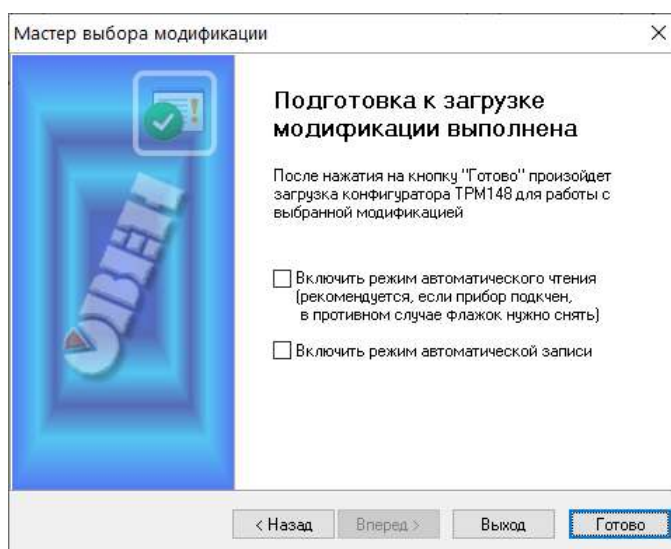 Мастер выбора модификации
Подготовка к загрузке
модификации выполнена
После нажатия на кнопку "Готово" произойдет
загрузка конфигуратора ТРМ148 для работы с
выбранной модификацией
Включить режим автоматического чтения
(рекомендуется, если прибор подкчен,
в противном случае флажок нужно снять)
Включить режим автоматической записи
ОВЕН
< Назад
Вперед >
Выход
Готово